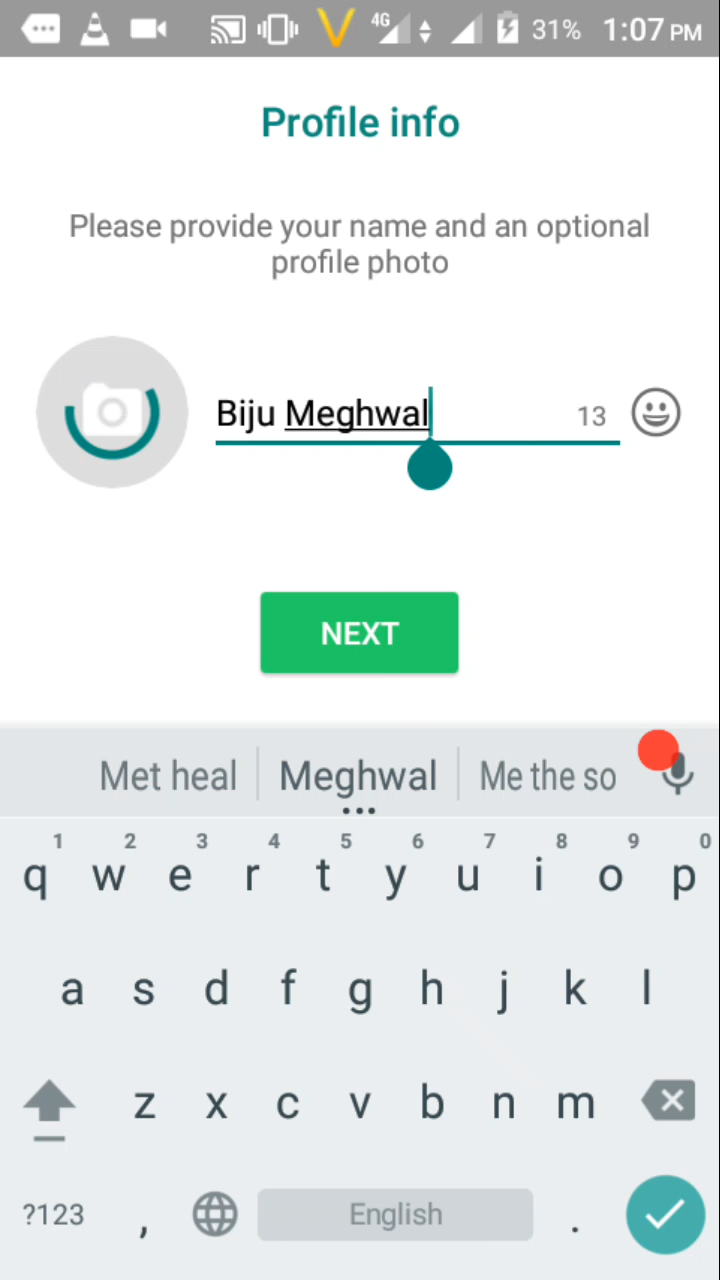 4G 31% 1:07 PM
Profile info
Please provide your name and an optional
profile photo
Biju Meghwal 13
NEXT
Met heal Meghwal Me the so
1 2 3 4 5 6 7 8 9 0
q w e r t y u i o p
a s d f g h j k l
z x c v b n m
?123 , English .